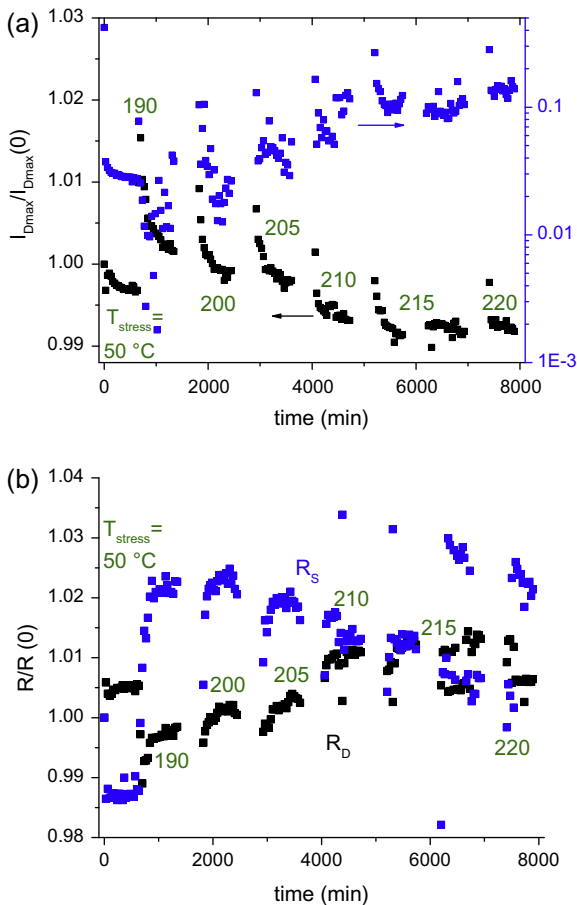 (a)
1.03
1.02
1.01
1.00
0.99
I_Dmax/I_Dmax(0)
190
200
205
210
215
220
T_stress=
50 °C
0.1
0.01
1E-3
0
2000
4000
6000
8000
time (min)
(b)
1.04
1.03
1.02
1.01
1.00
0.99
0.98
R/R (0)
T_stress=
50 °C
R_S
R_D
190
200
205
210
215
220
0
2000
4000
6000
8000
time (min)